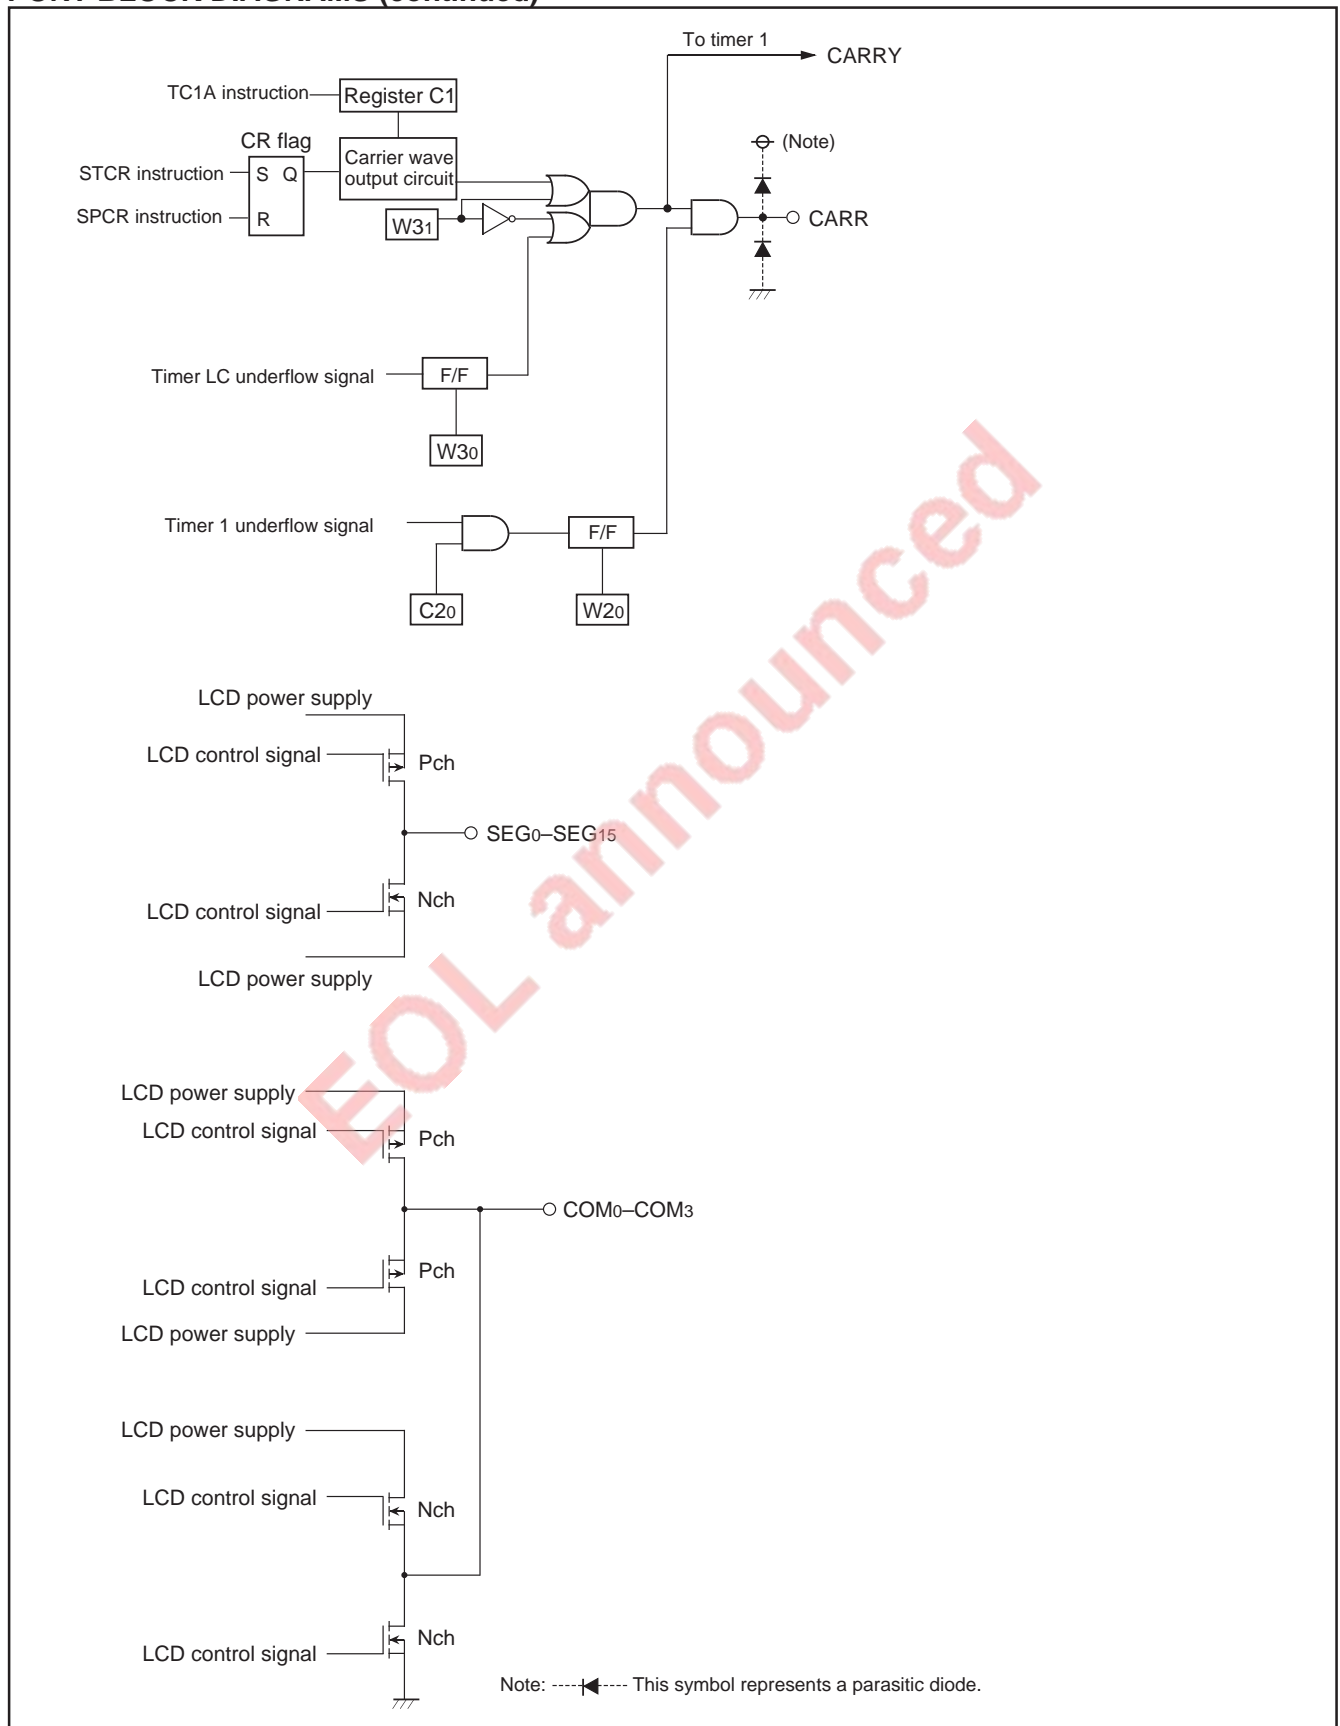 PORT BLOCK DIAGRAMS (continued)
To timer 1
CARRY
TC1A instruction
Register C1
(Note)
CR flag
STCR instruction
S Q
Carrier wave
output circuit
SPCR instruction
R
W31
CARR
Timer LC underflow signal
F/F
W30
Timer 1 underflow signal
F/F
C20
W20
LCD power supply
LCD control signal
Pch
SEG0–SEG15
LCD control signal
Nch
LCD power supply
LCD power supply
LCD control signal
Pch
COM0–COM3
LCD control signal
Pch
LCD power supply
LCD power supply
LCD control signal
Nch
LCD control signal
Nch
Note: This symbol represents a parasitic diode.
EOL announced